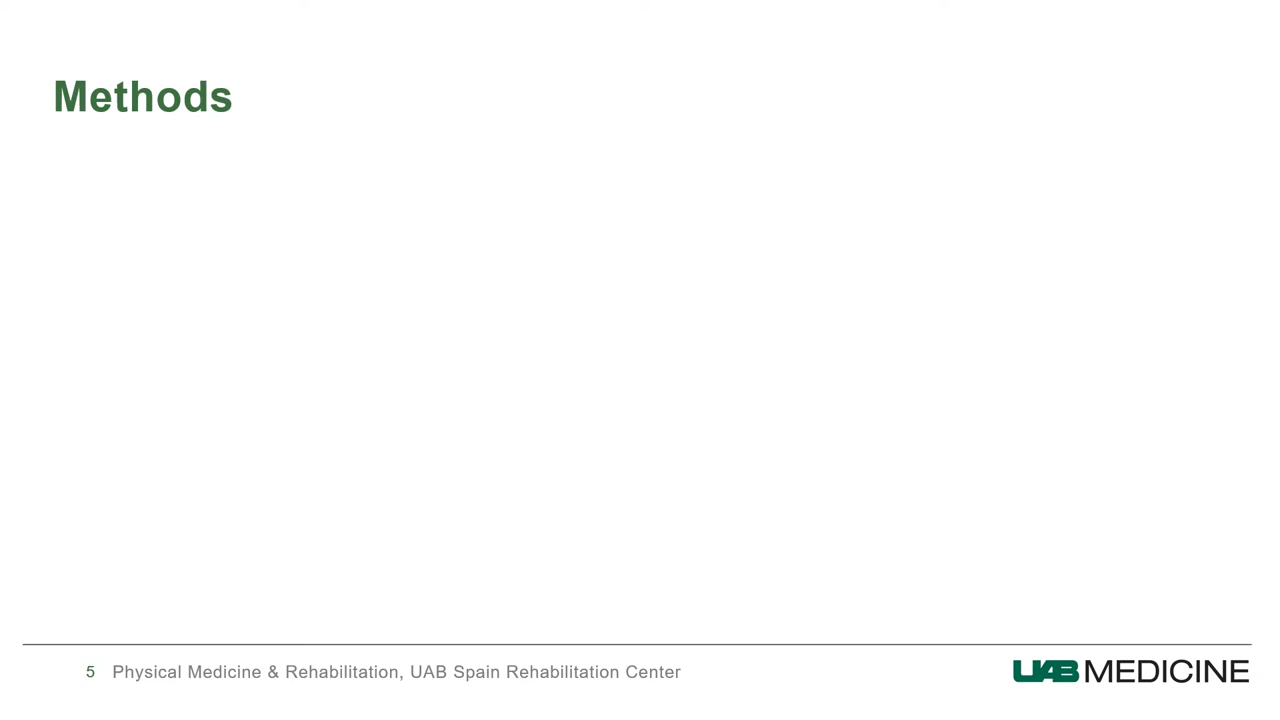 Methods
5 Physical Medicine & Rehabilitation, UAB Spain Rehabilitation Center
UAB MEDICINE